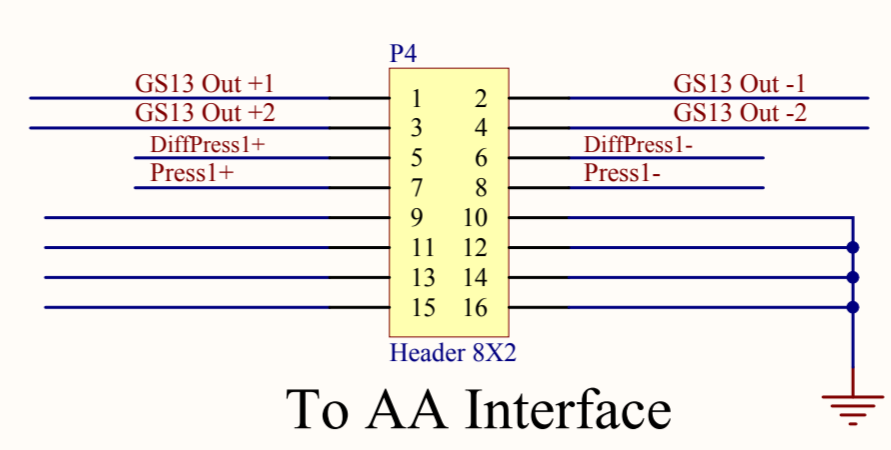 P4
GS13 Out +1 1 2 GS13 Out -1
GS13 Out +2 3 4 GS13 Out -2
DiffPress1+ 5 6 DiffPress1-
Press1+ 7 8 Press1-
9 10
11 12
13 14
15 16
Header 8X2
To AA Interface